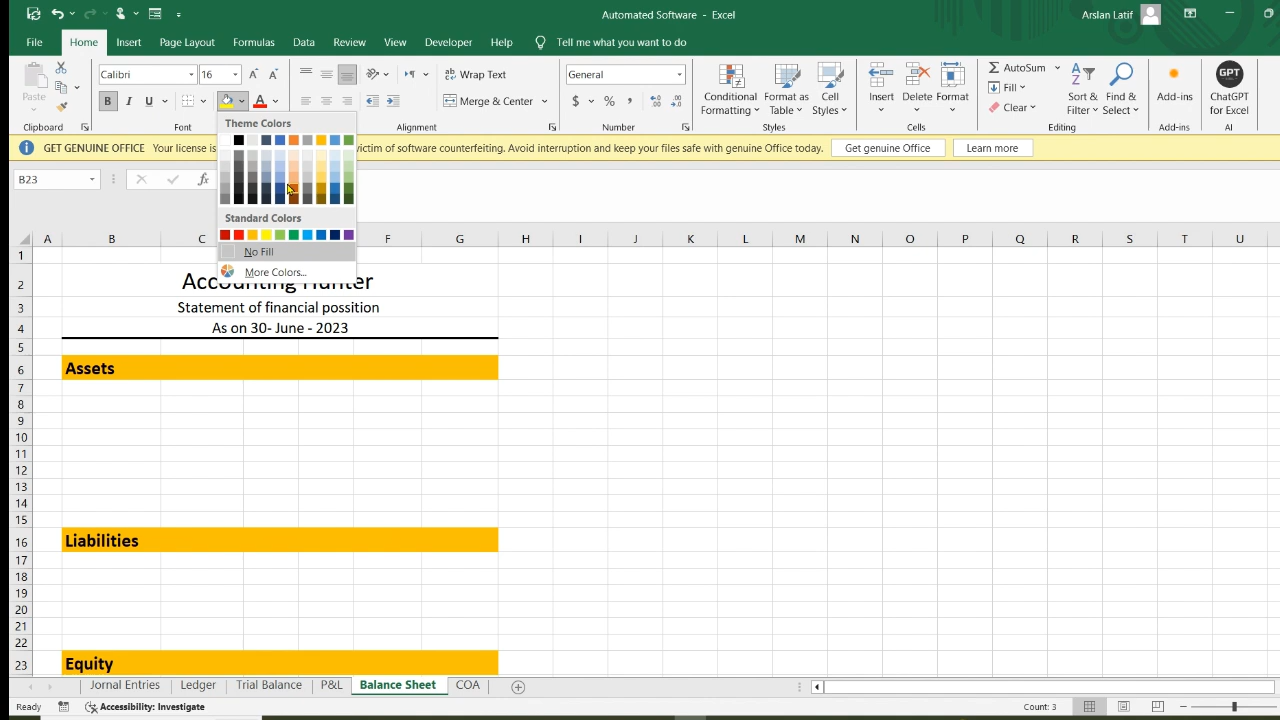 Automated Software - Excel
Arslan Latif
File Home Insert Page Layout Formulas Data Review View Developer Help Tell me what you want to do
Paste
Clipboard
Calibri 16
B I U
Font
Wrap Text
Merge & Center
Alignment
General
$ % ,
Number
Conditional Formatting
Format as Table
Cell Styles
Styles
Insert Delete Format
Cells
AutoSum
Fill
Clear
Sort & Filter
Find & Select
Editing
Add-ins
Add-ins
GPT
ChatGPT for Excel
AI
GET GENUINE OFFICE Your license is victim of software counterfeiting. Avoid interruption and keep your files safe with genuine Office today. Get genuine Office Learn more
Theme Colors
Standard Colors
No Fill
More Colors...
B23 fx
A B C F G H I J K L M N O P Q R S T U
1
2 Accounting Hunter
3 Statement of financial possition
4 As on 30- June - 2023
5
6 Assets
7
8
9
10
11
12
13
14
15
16 Liabilities
17
18
19
20
21
22
23 Equity
Jornal Entries Ledger Trial Balance P&L Balance Sheet COA
Ready Accessibility: Investigate Count: 3